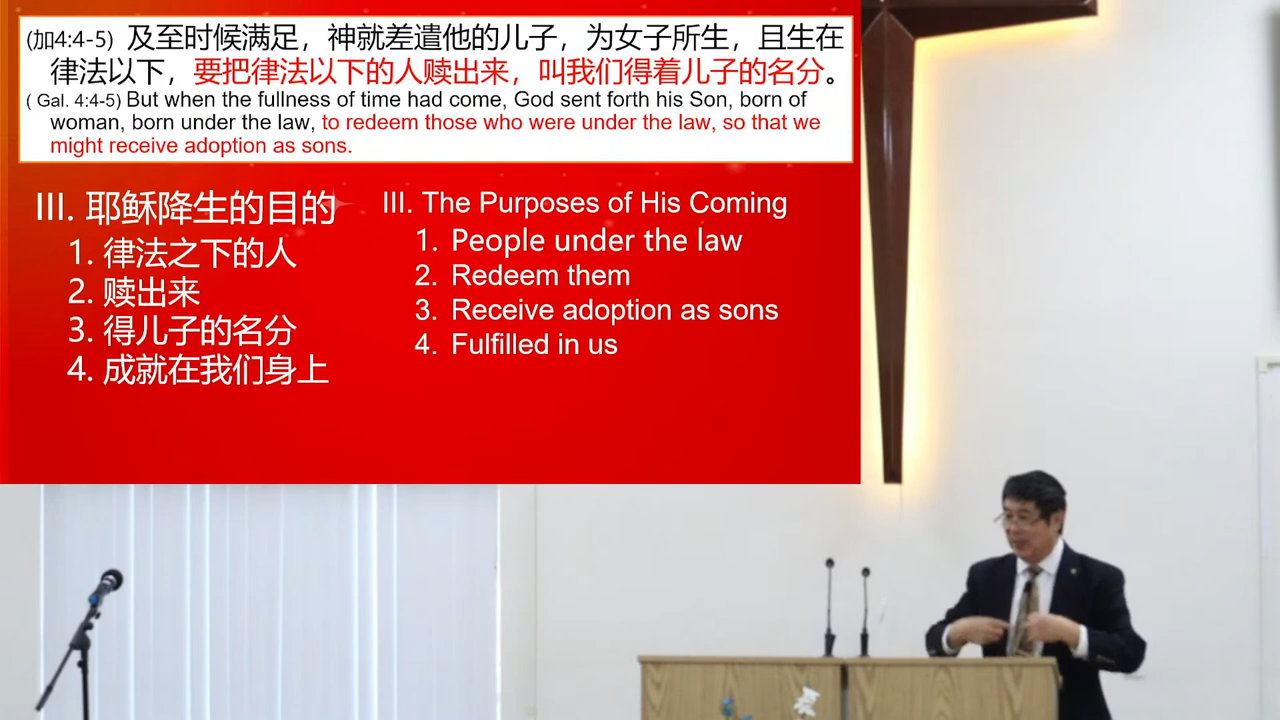 (加4:4-5) 及至时候满足，神就差遣他的儿子，为女子所生，且生在
律法以下，要把律法以下的人赎出来，叫我们得着儿子的名分。
( Gal. 4:4-5) But when the fullness of time had come, God sent forth his Son, born of
woman, born under the law, to redeem those who were under the law, so that we
might receive adoption as sons.
III. 耶稣降生的目的
1. 律法之下的人
2. 赎出来
3. 得儿子的名分
4. 成就在我们身上
III. The Purposes of His Coming
1. People under the law
2. Redeem them
3. Receive adoption as sons
4. Fulfilled in us